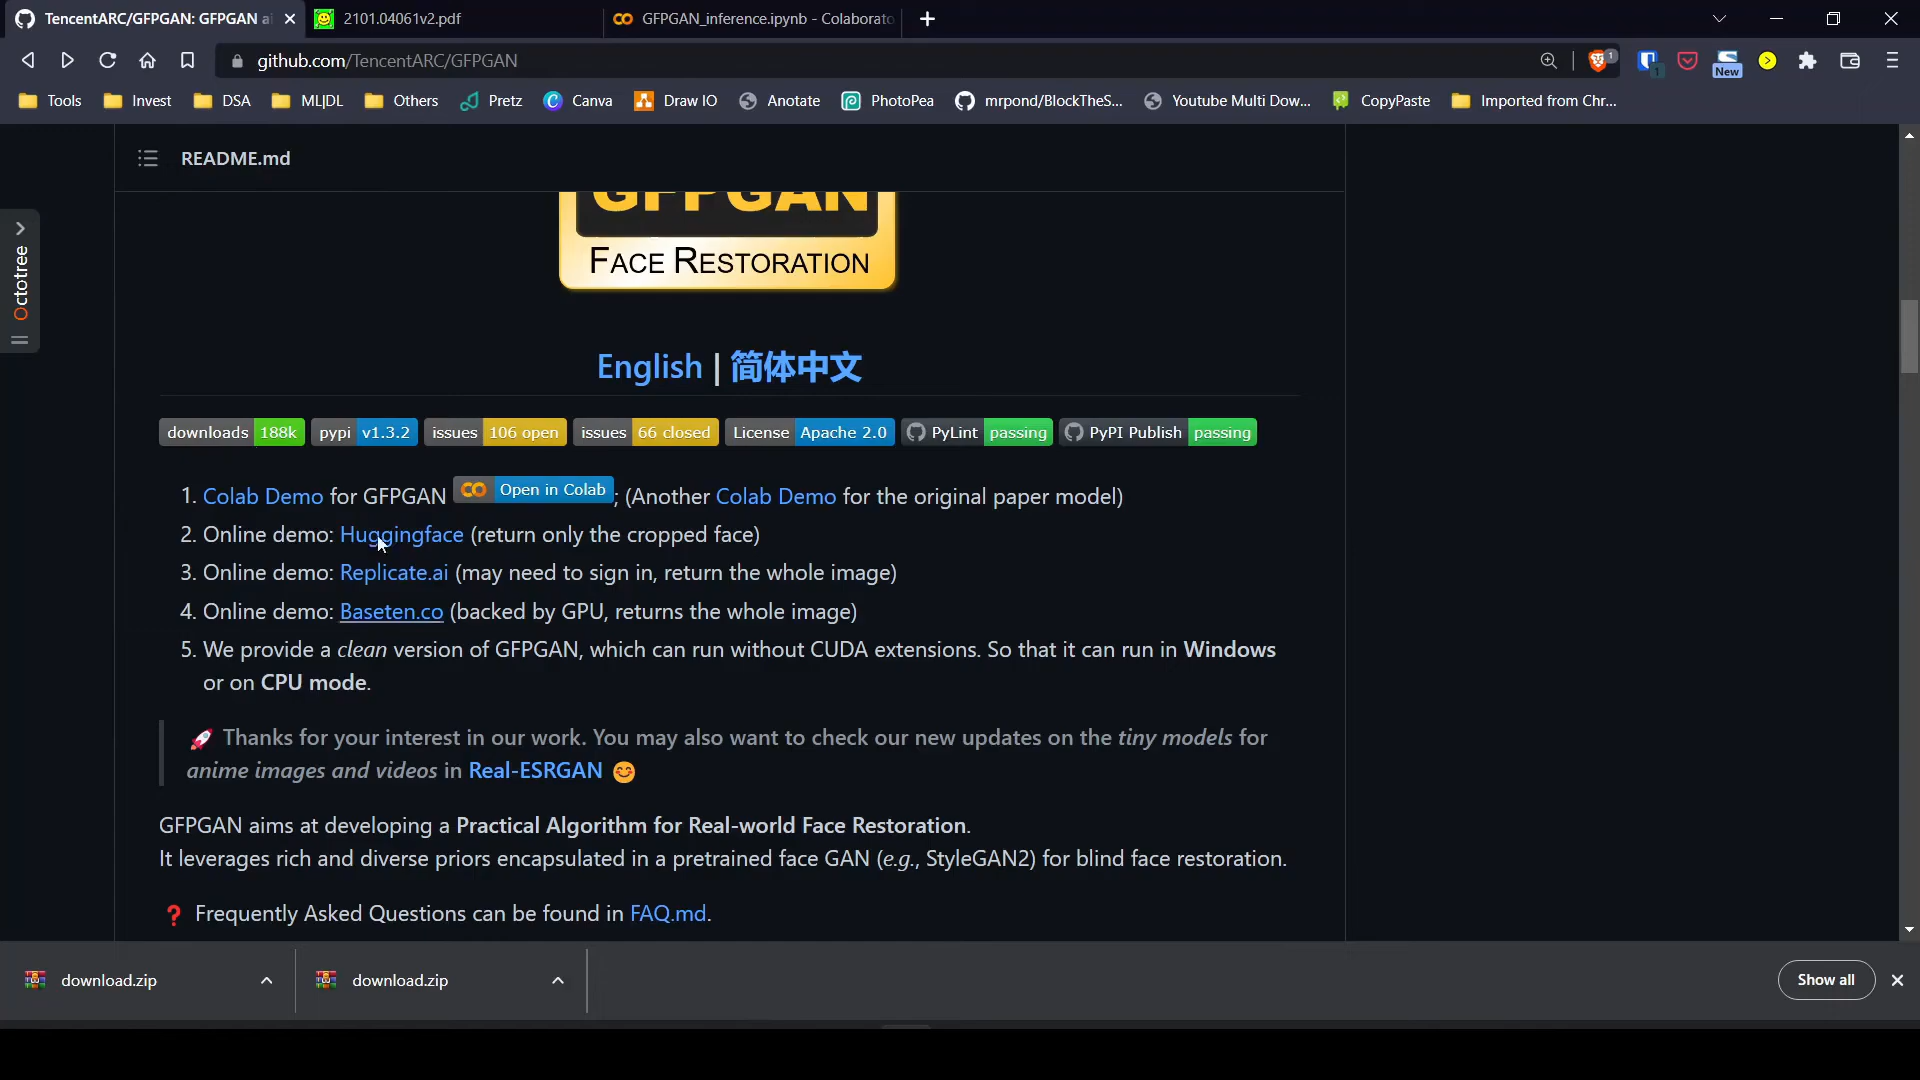 TencentARC/GFPGAN: GFPGAN ai
2101.04061v2.pdf
GFPGAN_inference.ipynb - Colaborato
github.com/TencentARC/GFPGAN
1
1
New
Tools
Invest
DSA
ML|DL
Others
Pretz
Canva
Draw IO
Anotate
PhotoPea
mrpond/BlockTheS...
Youtube Multi Dow...
CopyPaste
Imported from Chr...
README.md
Octotree
GFPGAN
FACE RESTORATION
English | 简体中文
downloads 188k pypi v1.3.2 issues 106 open issues 66 closed License Apache 2.0 PyLint passing PyPI Publish passing
1. Colab Demo for GFPGAN Open in Colab ; (Another Colab Demo for the original paper model)
2. Online demo: Huggingface (return only the cropped face)
3. Online demo: Replicate.ai (may need to sign in, return the whole image)
4. Online demo: Baseten.co (backed by GPU, returns the whole image)
5. We provide a clean version of GFPGAN, which can run without CUDA extensions. So that it can run in Windows
or on CPU mode.
🚀 Thanks for your interest in our work. You may also want to check our new updates on the tiny models for
anime images and videos in Real-ESRGAN 😊
GFPGAN aims at developing a Practical Algorithm for Real-world Face Restoration.
It leverages rich and diverse priors encapsulated in a pretrained face GAN (e.g., StyleGAN2) for blind face restoration.
❓ Frequently Asked Questions can be found in FAQ.md.
download.zip
download.zip
Show all